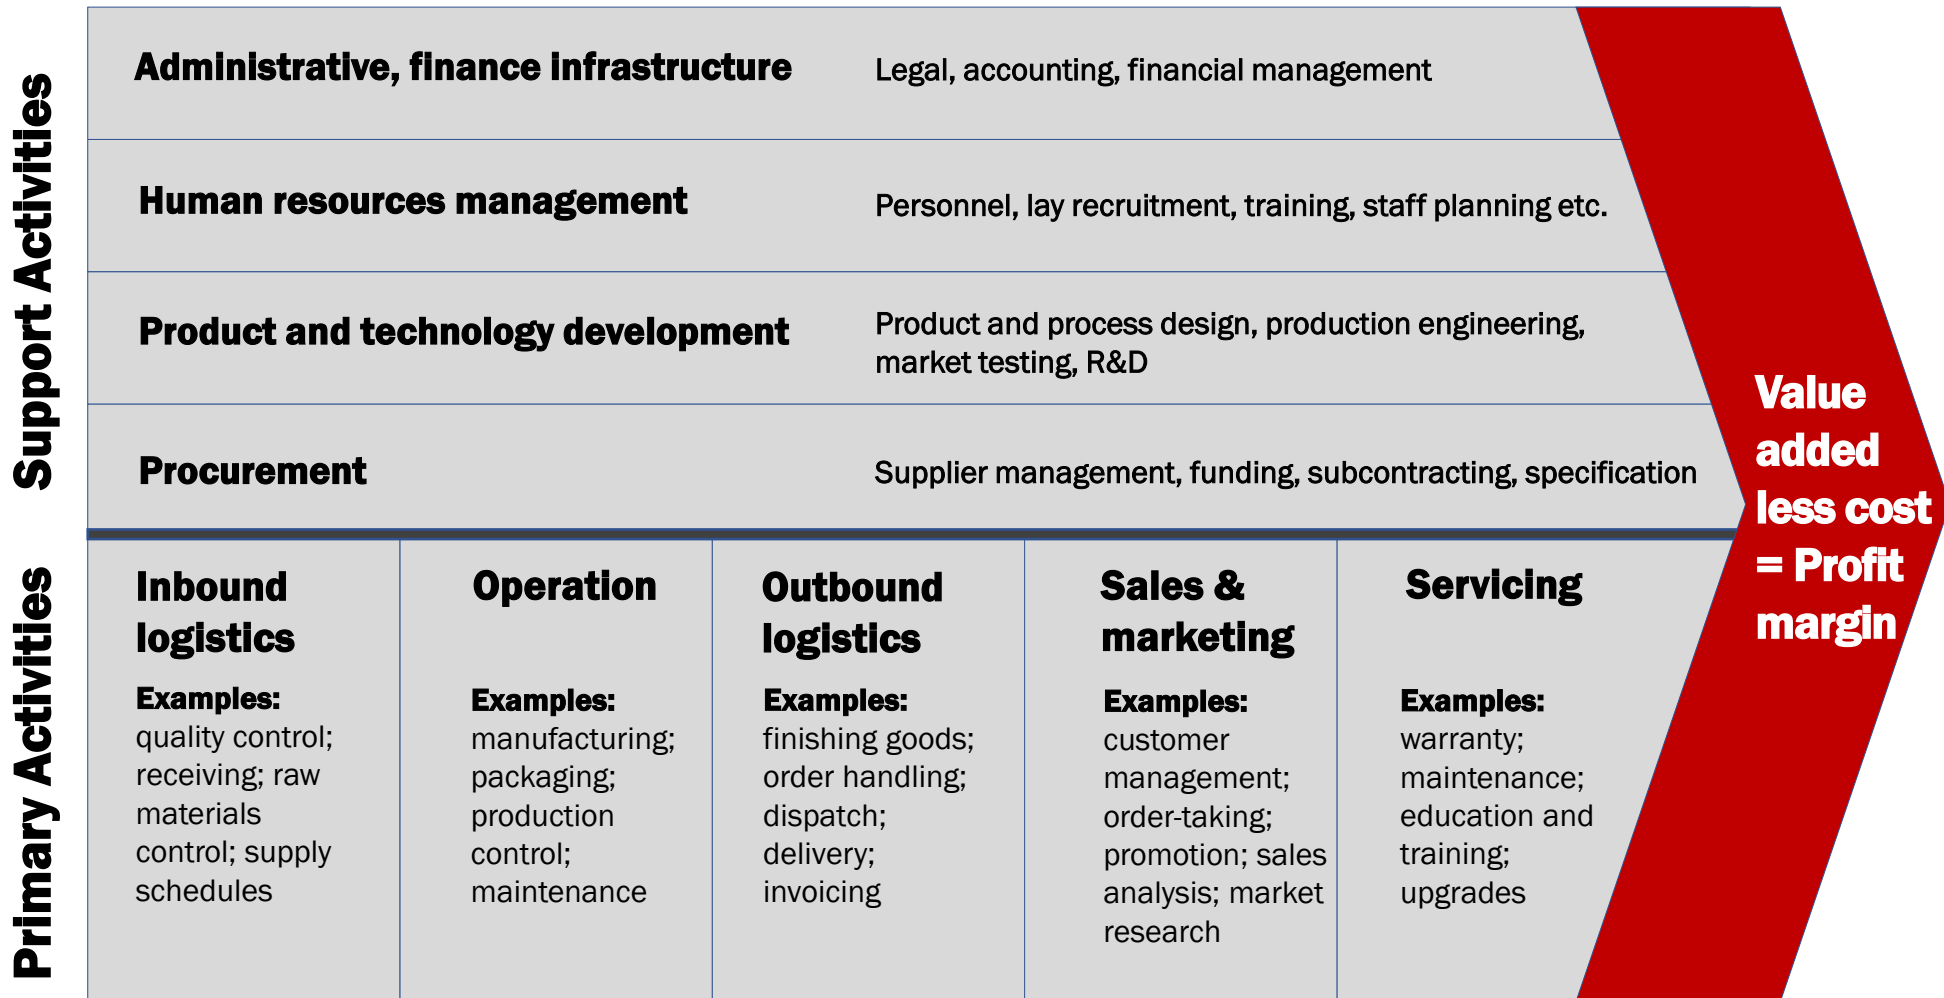 Support Activities
Administrative, finance infrastructure
Legal, accounting, financial management
Human resources management
Personnel, lay recruitment, training, staff planning etc.
Product and technology development
Product and process design, production engineering,
market testing, R&D
Procurement
Supplier management, funding, subcontracting, specification
Primary Activities
Inbound
logistics
Examples:
quality control;
receiving; raw
materials
control; supply
schedules
Operation
Examples:
manufacturing;
packaging;
production
control;
maintenance
Outbound
logistics
Examples:
finishing goods;
order handling;
dispatch;
delivery;
invoicing
Sales &
marketing
Examples:
customer
management;
order-taking;
promotion; sales
analysis; market
research
Servicing
Examples:
warranty;
maintenance;
education and
training;
upgrades
Value
added
less cost
= Profit
margin